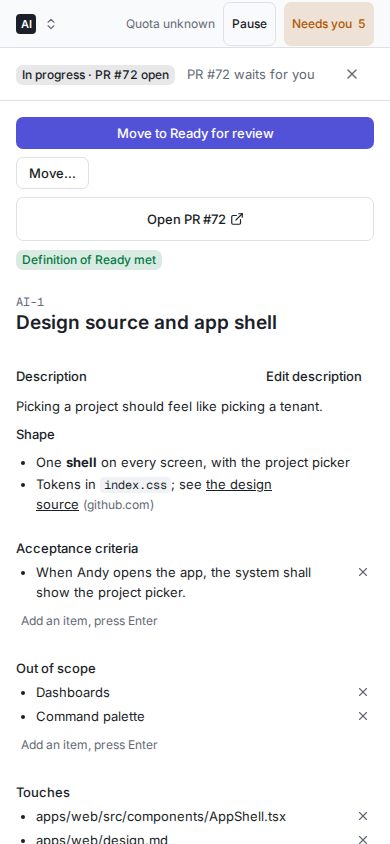 AI Quota unknown Pause Needs you 5
In progress · PR #72 open PR #72 waits for you
Move to Ready for review
Move...
Open PR #72
Definition of Ready met
AI-1
Design source and app shell
Description Edit description
Picking a project should feel like picking a tenant.
Shape
One shell on every screen, with the project picker
Tokens in index.css; see the design
source (github.com)
Acceptance criteria
When Andy opens the app, the system shall
show the project picker.
Add an item, press Enter
Out of scope
Dashboards
Command palette
Add an item, press Enter
Touches
apps/web/src/components/AppShell.tsx
apps/web/design.md